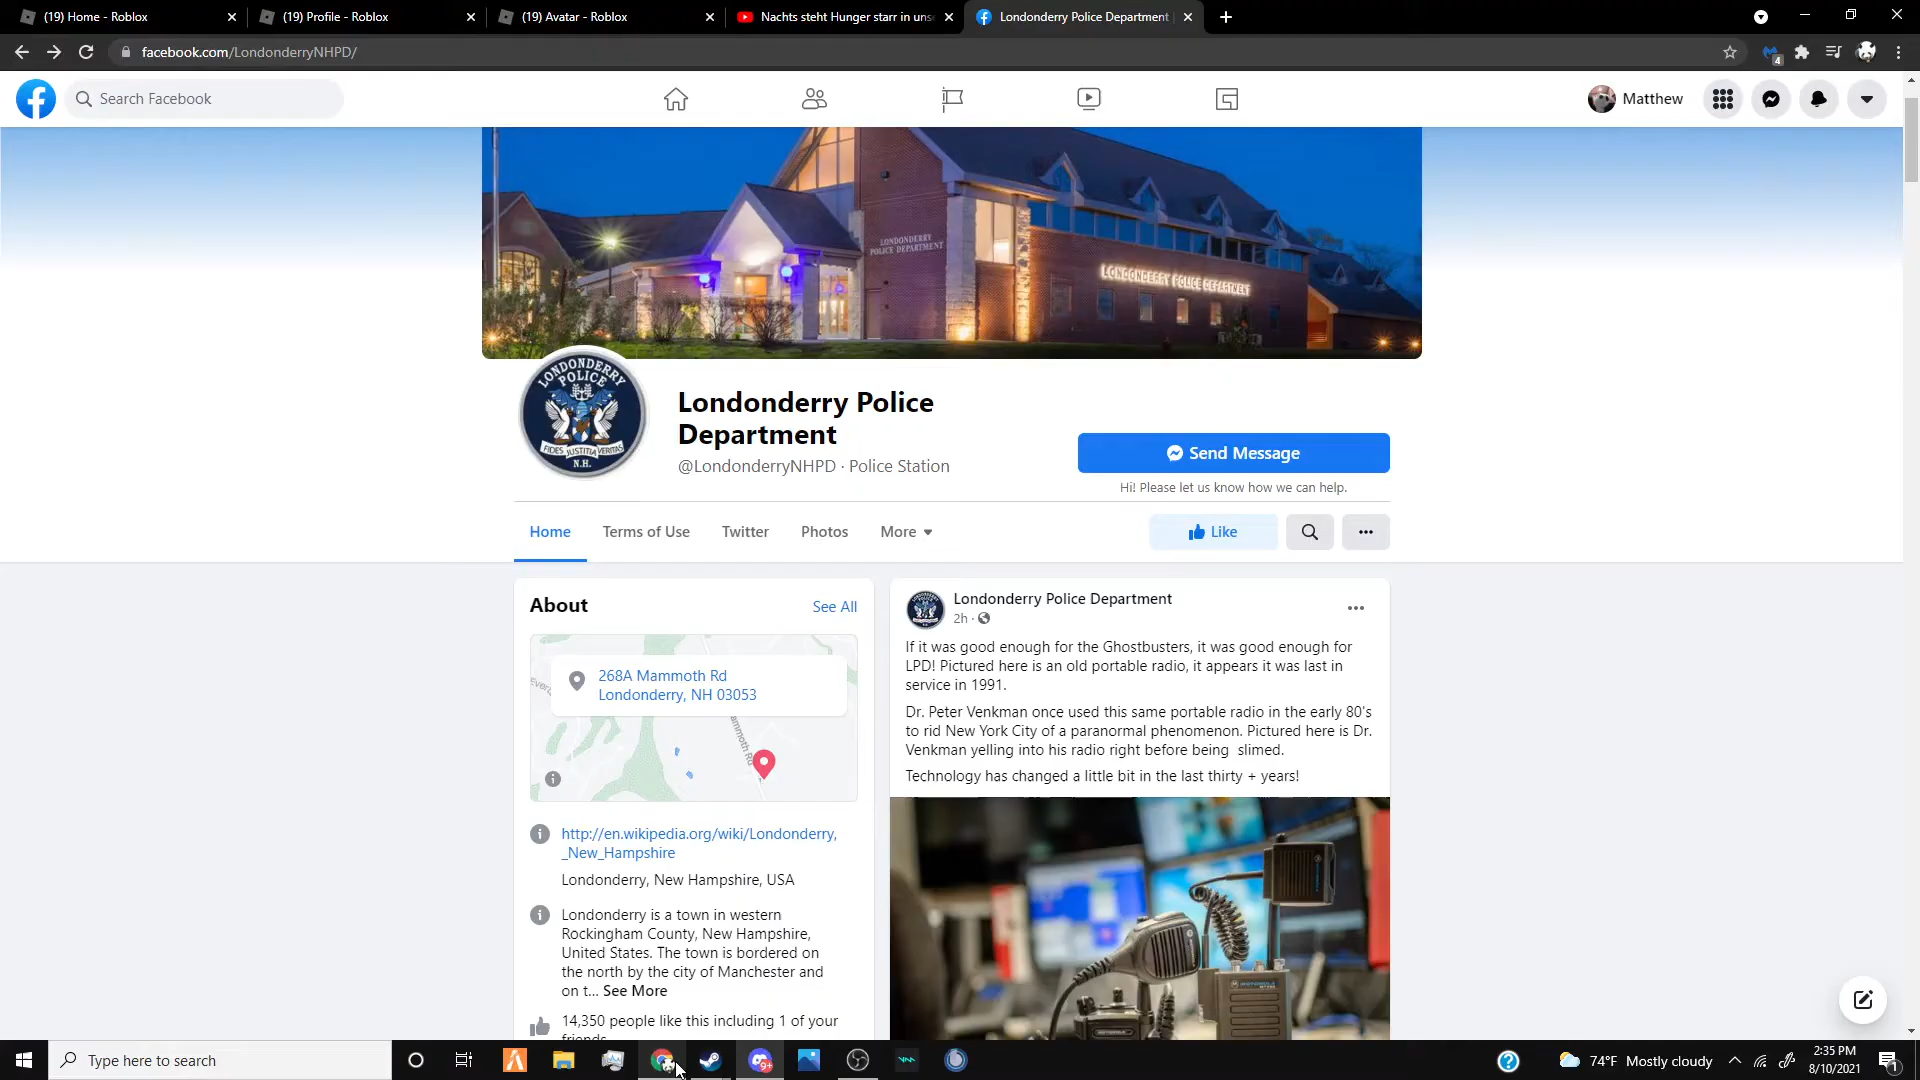 (19) Home - Roblox
(19) Profile - Roblox
(19) Avatar - Roblox
Nachts steht Hunger starr in uns
Londonderry Police Department
facebook.com/LondonderryNHPD/
4
Search Facebook
Matthew
LONDONDERRY
POLICE DEPARTMENT
LONDONDERRY POLICE DEPARTMENT
LONDONDERRY
POLICE
FIDES JUSTITIA VERITAS
N.H.
Londonderry Police
Department
@LondonderryNHPD · Police Station
Send Message
Hi! Please let us know how we can help.
Home
Terms of Use
Twitter
Photos
More
Like
About
See All
268A Mammoth Rd
Londonderry, NH 03053
ammoth Rd
http://en.wikipedia.org/wiki/Londonderry,
_New_Hampshire
Londonderry, New Hampshire, USA
Londonderry is a town in western
Rockingham County, New Hampshire,
United States. The town is bordered on
the north by the city of Manchester and
on t... See More
14,350 people like this including 1 of your
friends
Londonderry Police Department
2h ·
If it was good enough for the Ghostbusters, it was good enough for
LPD! Pictured here is an old portable radio, it appears it was last in
service in 1991.
Dr. Peter Venkman once used this same portable radio in the early 80's
to rid New York City of a paranormal phenomenon. Pictured here is Dr.
Venkman yelling into his radio right before being slimed.
Technology has changed a little bit in the last thirty + years!
MOTOROLA
Type here to search
9+
74°F Mostly cloudy
2:35 PM
8/10/2021
1